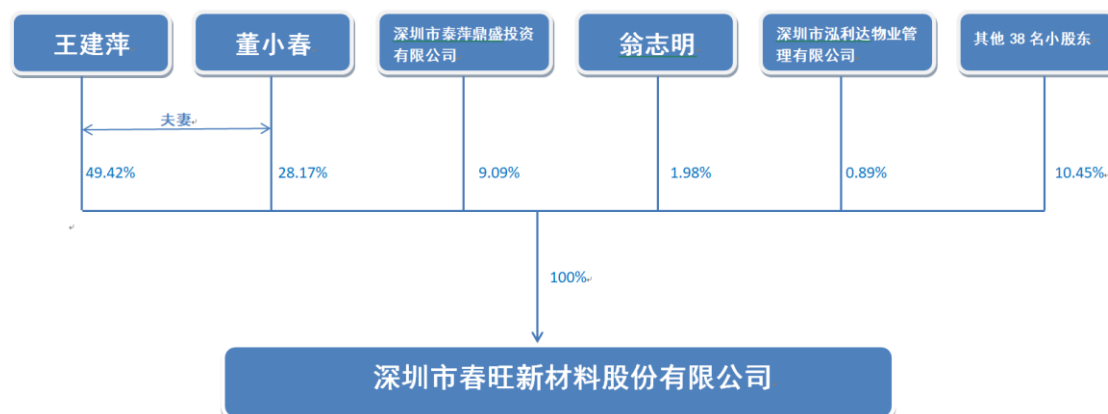 王建萍
董小春
深圳市泰萍鼎盛投资
有限公司
翁志明
深圳市泓利达物业管
理有限公司
其他 38 名小股东
夫妻
49.42%
28.17%
9.09%
1.98%
0.89%
10.45%
100%
深圳市春旺新材料股份有限公司